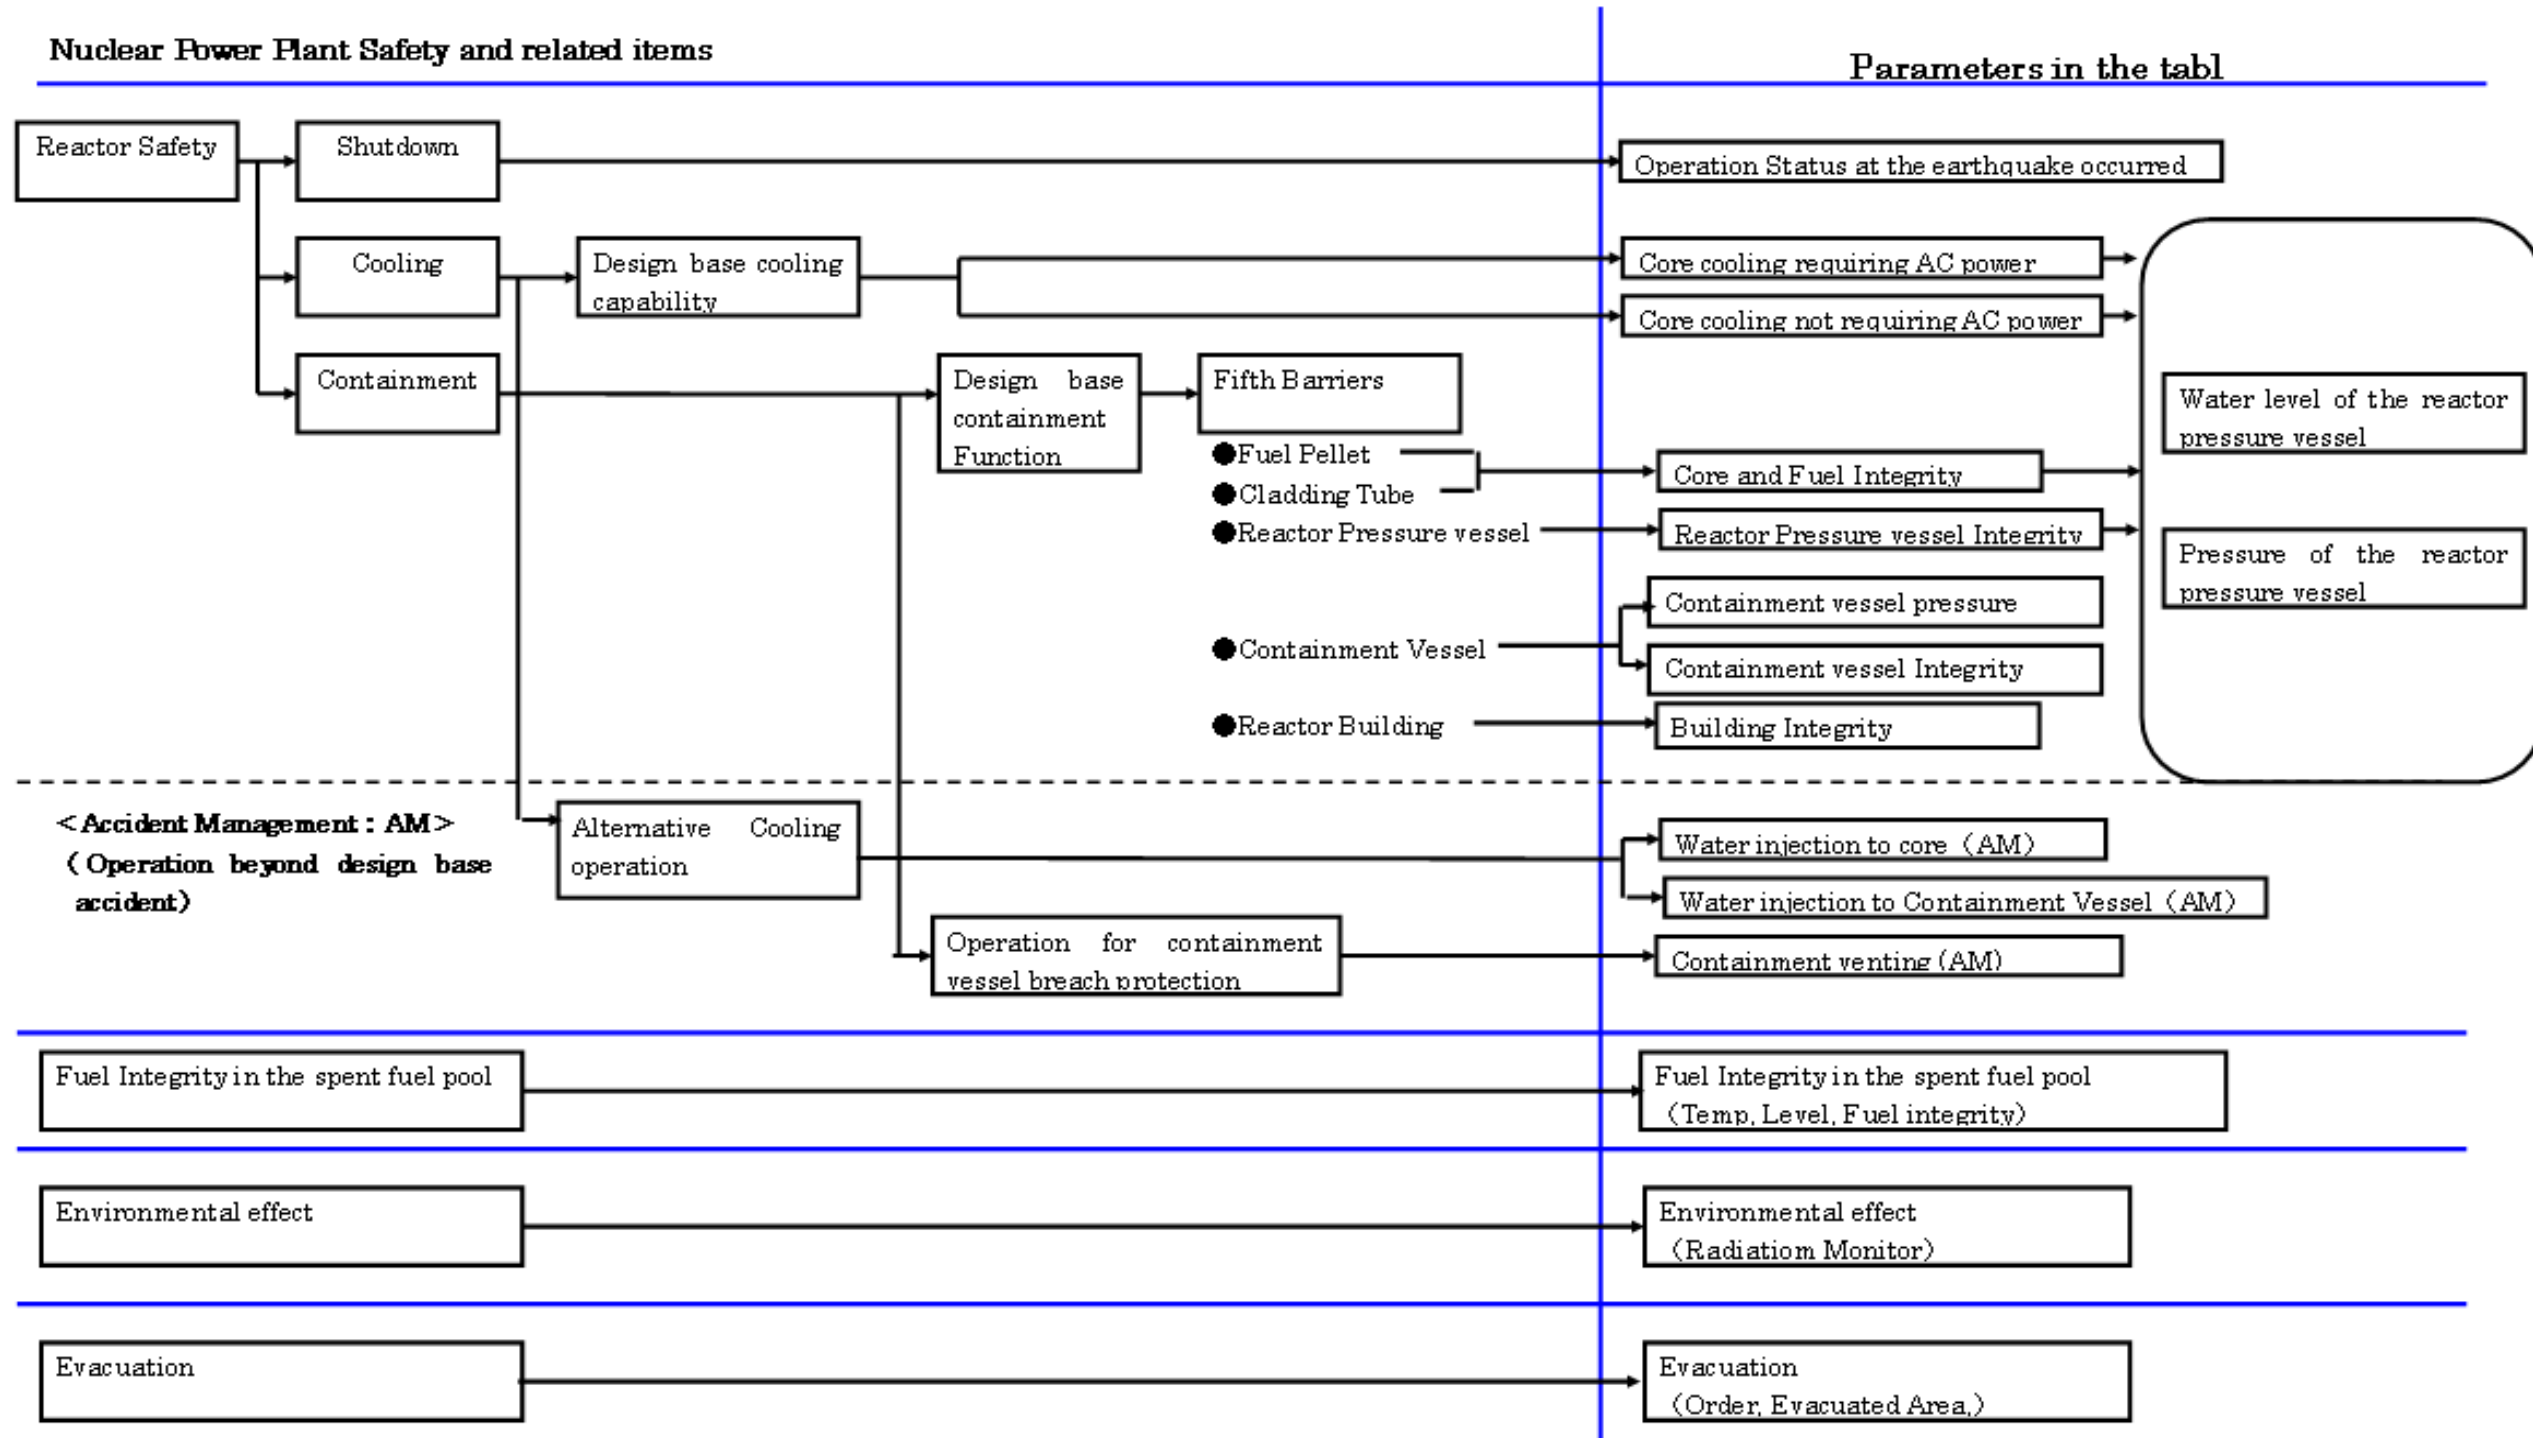 Nuclear Power Plant Safety and related items
Parameters in the tabl
Reactor Safety
Shutdown
Operation Status at the earthquake occurred
Cooling
Design base cooling
capability
Core cooling requiring AC power
Core cooling not requiring AC power
Containment
Design base
containment
Function
Fifth Barriers
●Fuel Pellet
●Cladding Tube
●Reactor Pressure vessel
●Containment Vessel
●Reactor Building
Core and Fuel Integrity
Reactor Pressure vessel Integrity
Containment vessel pressure
Containment vessel Integrity
Building Integrity
Water level of the reactor
pressure vessel
Pressure of the reactor
pressure vessel
<Accident Management : AM>
(Operation beyond design base
accident)
Alternative Cooling
operation
Water injection to core (AM)
Water injection to Containment Vessel (AM)
Operation for containment
vessel breach protection
Containment venting (AM)
Fuel Integrity in the spent fuel pool
Fuel Integrity in the spent fuel pool
(Temp, Level, Fuel integrity)
Environmental effect
Environmental effect
(Radiatiom Monitor)
Evacuation
Evacuation
(Order, Evacuated Area,)